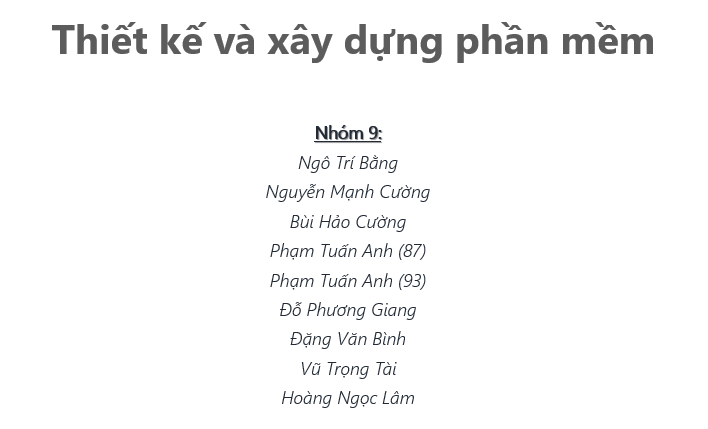 Thiết kế và xây dựng phần mềm
Nhóm 9:
Ngô Trí Bằng
Nguyễn Mạnh Cường
Bùi Hảo Cường
Phạm Tuấn Anh (87)
Phạm Tuấn Anh (93)
Đỗ Phương Giang
Đặng Văn Bình
Vũ Trọng Tài
Hoàng Ngọc Lâm